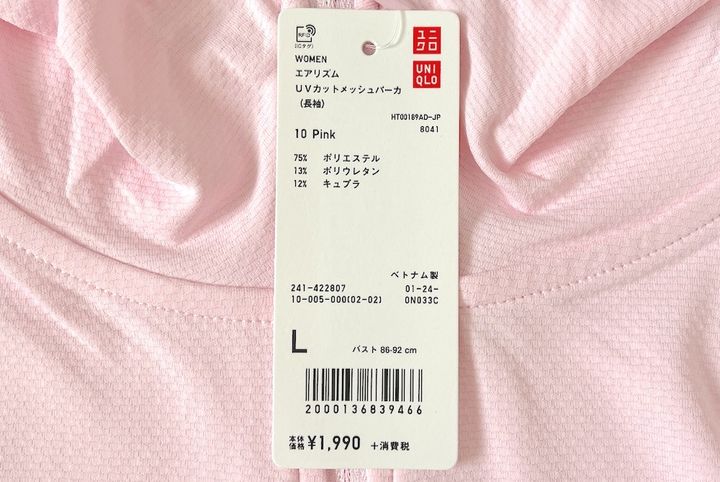 RFID
(ICタグ)
ユニ
クロ
UNI
QLO
WOMEN
エアリズム
UVカットメッシュパーカ
(長袖)
HT00189AD-JP
8041
10 Pink
75% ポリエステル
13% ポリウレタン
12% キュプラ
ベトナム製
241-422807 01-24-
10-005-000(02-02) 0N033C
L バスト 86-92 cm
2000136839466
本体価格 ¥1,990 +消費税